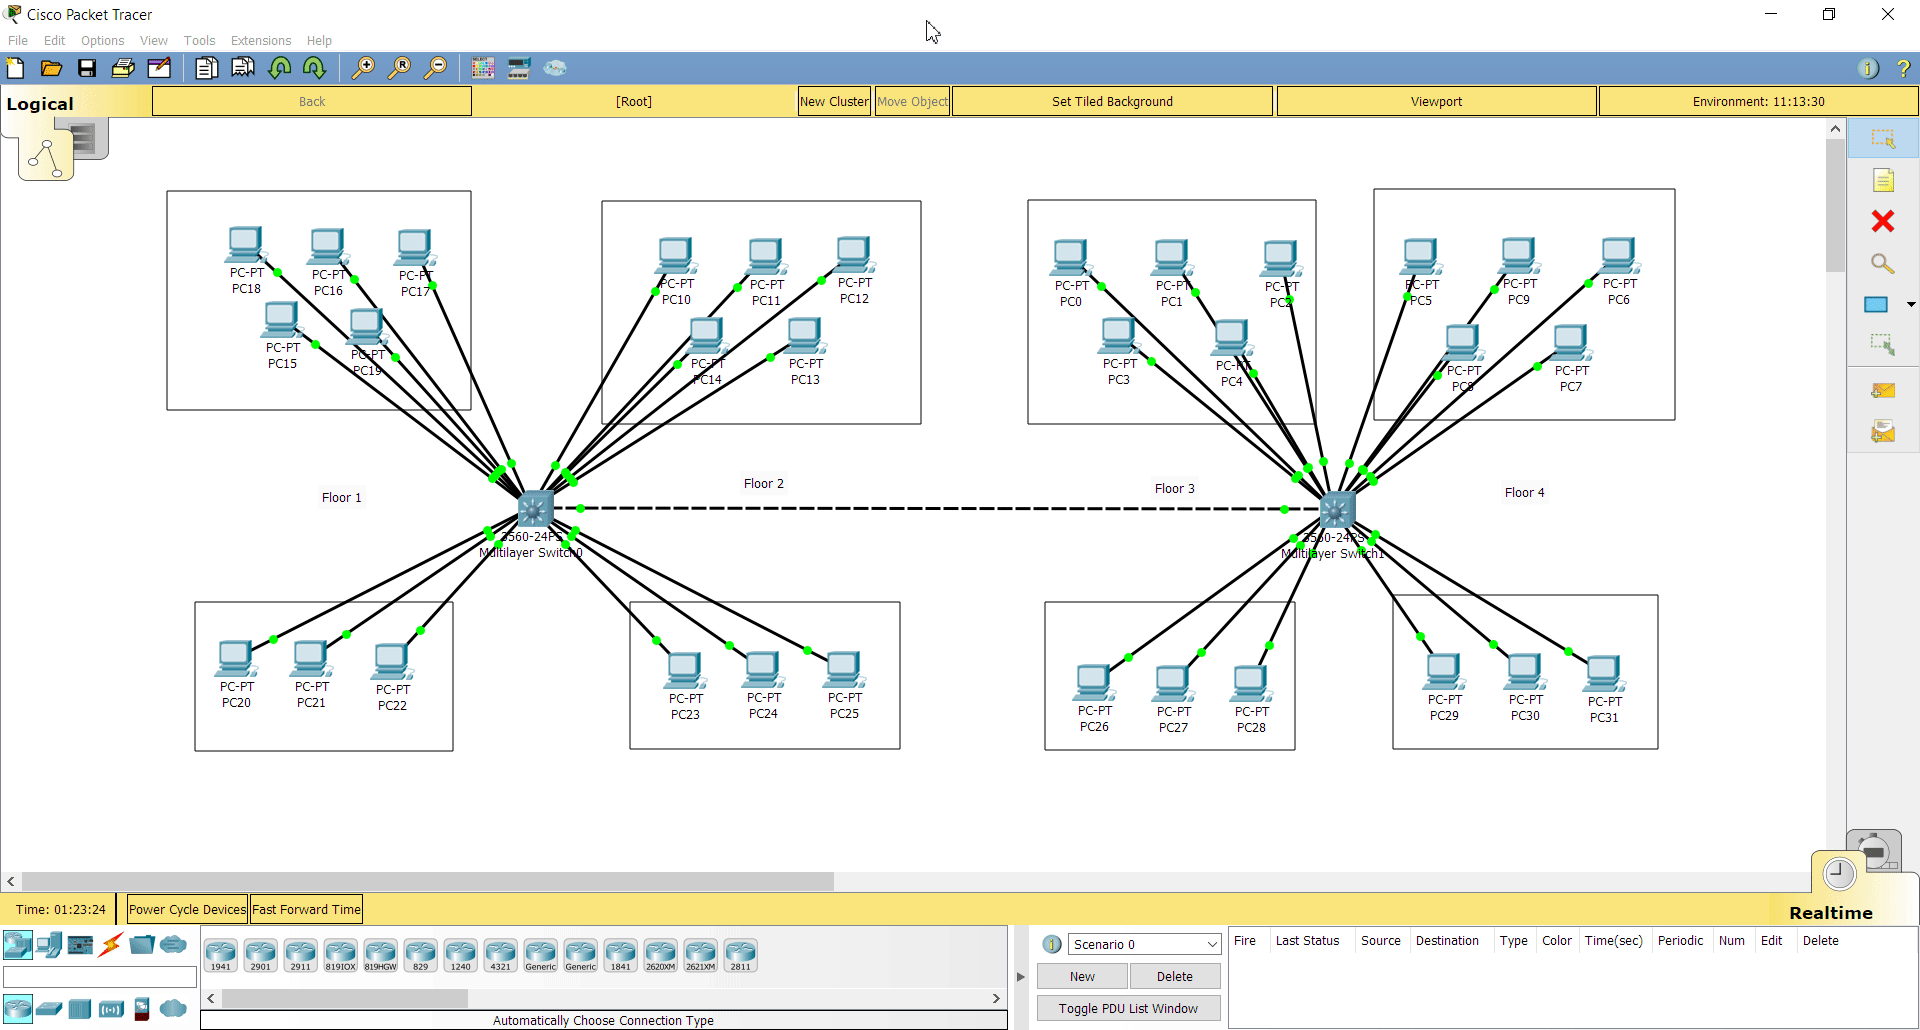 Cisco Packet Tracer
File Edit Options View Tools Extensions Help
Logical
Back
[Root]
New Cluster
Move Object
Set Tiled Background
Viewport
Environment: 11:13:30
PC-PT
PC18
PC-PT
PC16
PC-PT
PC17
PC-PT
PC15
PC-PT
PC19
PC-PT
PC10
PC-PT
PC11
PC-PT
PC12
PC-PT
PC14
PC-PT
PC13
PC-PT
PC0
PC-PT
PC1
PC-PT
PC2
PC-PT
PC3
PC-PT
PC4
PC-PT
PC5
PC-PT
PC9
PC-PT
PC6
PC-PT
PC8
PC-PT
PC7
Floor 1
Floor 2
Floor 3
Floor 4
3560-24PS
Multilayer Switch0
3560-24PS
Multilayer Switch1
PC-PT
PC20
PC-PT
PC21
PC-PT
PC22
PC-PT
PC23
PC-PT
PC24
PC-PT
PC25
PC-PT
PC26
PC-PT
PC27
PC-PT
PC28
PC-PT
PC29
PC-PT
PC30
PC-PT
PC31
Time: 01:23:24
Power Cycle Devices
Fast Forward Time
Realtime
1941 2901 2911 819IOX 819HGW 829 1240 4321 Generic Generic 1841 2620XM 2621XM 2811
Automatically Choose Connection Type
Scenario 0
New
Delete
Toggle PDU List Window
Fire Last Status Source Destination Type Color Time(sec) Periodic Num Edit Delete